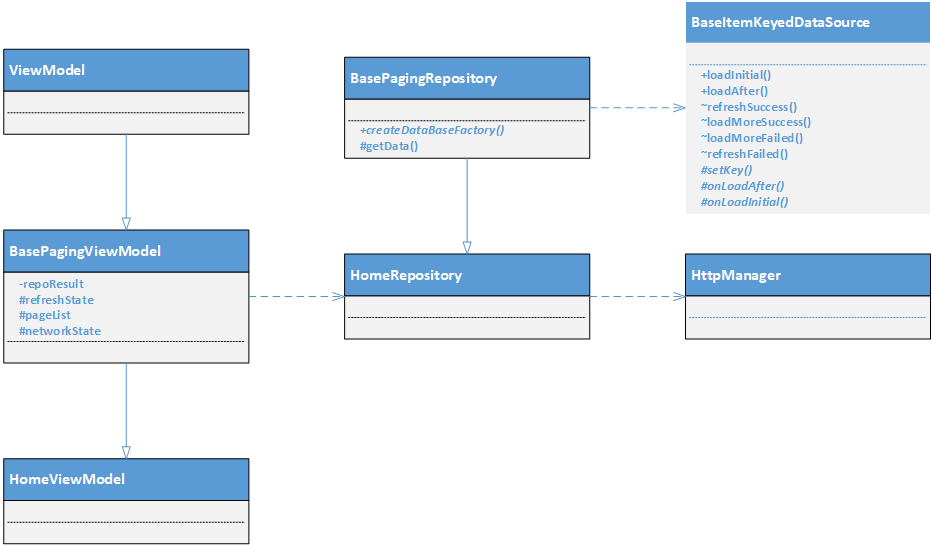 ViewModel
BasePagingViewModel
-repoResult
#refreshState
#pageList
#networkState
HomeViewModel
BasePagingRepository
+createDataBaseFactory()
#getData()
HomeRepository
BaseItemKeyedDataSource
+loadInitial()
+loadAfter()
~refreshSuccess()
~loadMoreSuccess()
~loadMoreFailed()
~refreshFailed()
#setKey()
#onLoadAfter()
#onLoadInitial()
HttpManager